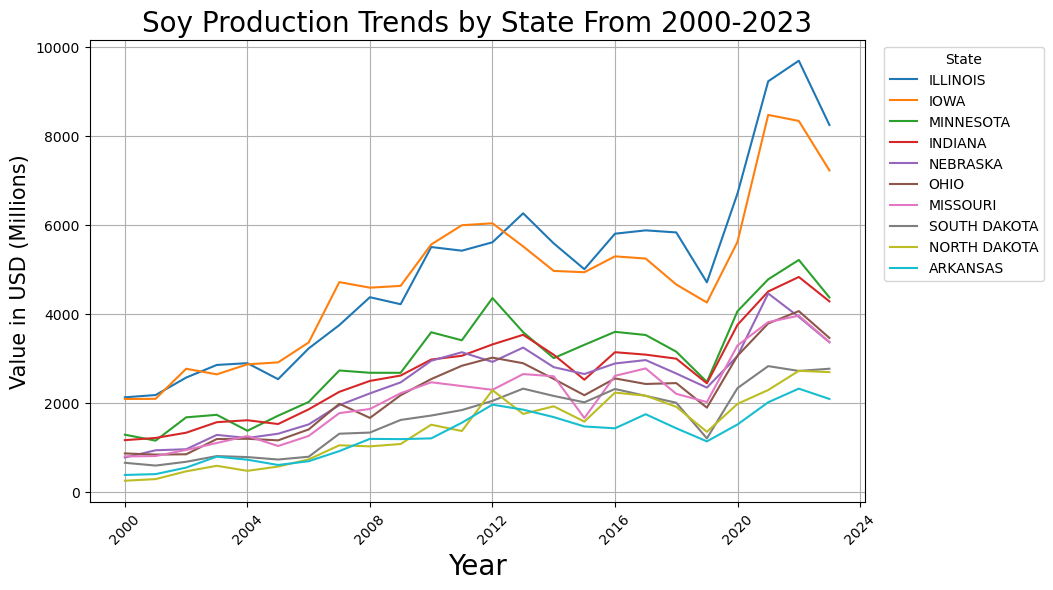 Soy Production Trends by State From 2000-2023
Value in USD (Millions)
10000
8000
6000
4000
2000
0
2000
2004
2008
2012
2016
2020
2024
Year
State
ILLINOIS
IOWA
MINNESOTA
INDIANA
NEBRASKA
OHIO
MISSOURI
SOUTH DAKOTA
NORTH DAKOTA
ARKANSAS